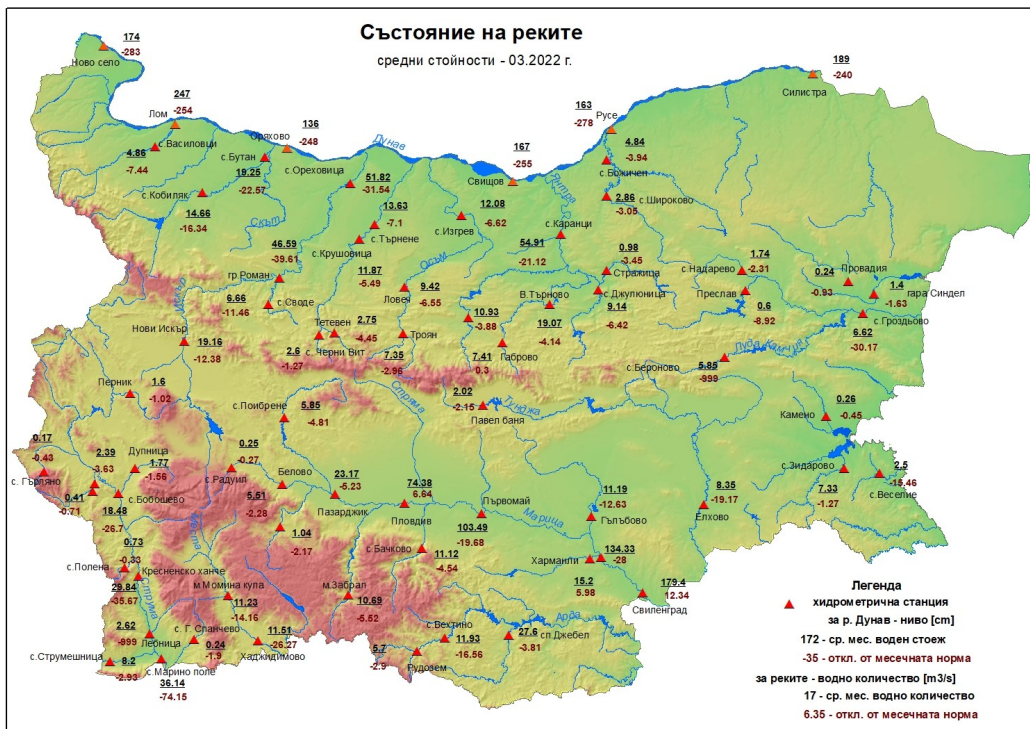 Състояние на реките
средни стойности - 03.2022 г.
174
-283
Ново село
189
-240
Силистра
247
-254
Лом
163
-278
Русе
136
-248
Оряхово
Дунав
167
-255
Свищов
с.Василовци
4.86
-7.44
с.Бутан
19.25
-22.57
с.Ореховица
51.82
-31.54
4.84
-3.94
с.Божичен
Янтра
2.86
-3.05
с.Широково
с.Кобиляк
14.66
-16.34
Скът
13.63
-7.1
с.Търнене
12.08
-6.62
с.Изгрев
с.Каранци
54.91
-21.12
46.59
-39.61
гр.Роман
с.Крушовица
11.87
-5.49
Осъм
0.98
-3.45
Стражица
с.Надарево
1.74
-2.31
Провадия
0.24
-0.93
1.4
-1.63
гара Синдел
Искър
6.66
-11.46
с.Своде
9.42
-6.55
Ловеч
В.Търново
19.07
-4.14
с.Джулюница
9.14
-6.42
Преслав
0.6
-8.92
с.Гроздьово
6.62
-30.17
Нови Искър
19.16
-12.38
Тетевен
2.75
-4.45
с.Черни Вит
2.6
-1.27
Троян
7.35
-2.96
10.93
-3.88
Габрово
7.41
0.3
Луда Камчия
с.Бероново
5.85
-999
Перник
1.6
-1.02
Стряма
2.02
-2.15
Тунджа
Павел баня
0.26
-0.45
Камено
с.Поибрене
5.85
-4.81
0.17
-0.43
с. Гърляно
2.39
-3.63
Дупница
1.77
-1.56
0.25
-0.27
с.Радуил
Белово
23.17
-5.23
Пазарджик
74.38
6.64
Пловдив
Първомай
103.49
-19.68
Марица
11.19
-12.63
Гълъбово
8.35
-19.17
Елхово
с.Зидарово
7.33
-1.27
2.5
-15.46
с.Веселие
0.41
-0.71
с.Бобошево
18.48
-26.7
5.51
-2.28
1.04
-2.17
с.Бачково
11.12
-4.54
Харманли
134.33
-28
15.2
5.98
179.4
12.34
Свиленград
0.73
-0.33
с.Полена
Кресненско ханче
29.84
-35.67
Струма
м.Момина кула
11.23
-14.16
м.Забрал
10.69
-5.52
Арда
2.62
-999
Лебница
с. Г. Спанчево
0.24
-1.9
11.51
-26.27
Хаджидимово
с.Вехтино
11.93
-16.56
27.6
-3.81
сп.Джебел
5.7
-2.9
Рудозем
с.Струмешница
8.2
-2.93
с.Марино поле
36.14
-74.15
Легенда
хидрометрична станция
за р. Дунав - ниво [cm]
172 - ср. мес. воден стоеж
-35 - откл. от месечната норма
за реките - водно количество [m3/s]
17 - ср. мес. водно количество
6.35 - откл. от месечната норма